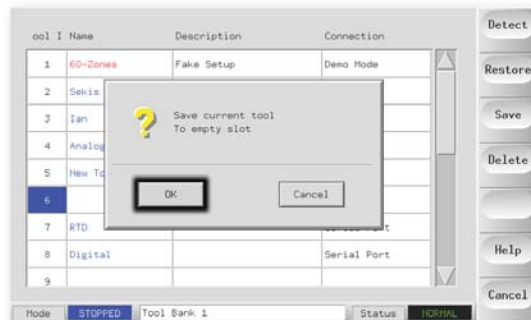 ool I Name Description Connection
1 60-Zones Fake Setup Demo Mode
2 Sekis
3 Ian
4 Analog
5 New To
6
7 RTD
8 Digital Serial Port
9
Save current tool
To empty slot
OK Cancel
Detect
Restore
Save
Delete
Help
Cancel
Mode STOPPED Tool Bank 1 Status NORMAL